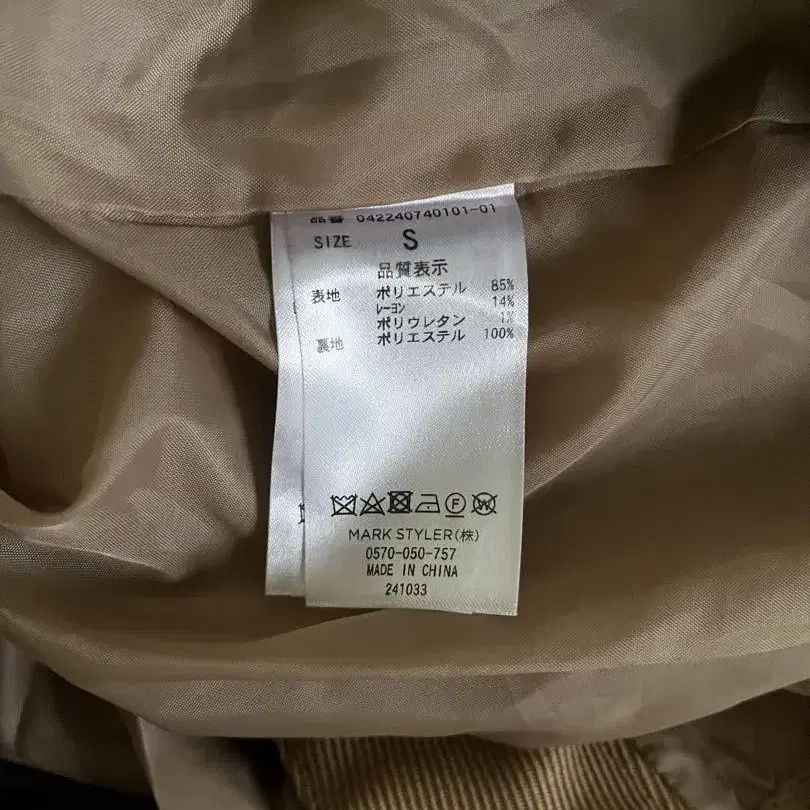 品番 042240740101-01
SIZE S
品質表示
表地 ポリエステル 85%
レーヨン 14%
ポリウレタン 1%
裏地 ポリエステル 100%
F W
MARK STYLER(株)
0570-050-757
MADE IN CHINA
241033